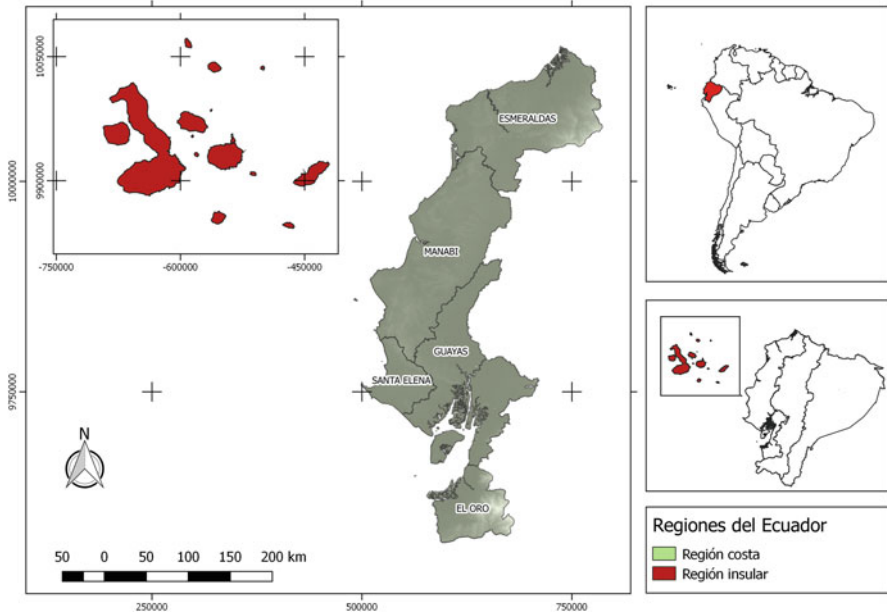 10050000
9900000
-750000
-600000
-450000
10000000
9750000
ESMERALDAS
MANABI
GUAYAS
SANTA ELENA
EL ORO
N
50 0 50 100 150 200 km
250000
500000
750000
Regiones del Ecuador
Región costa
Región insular